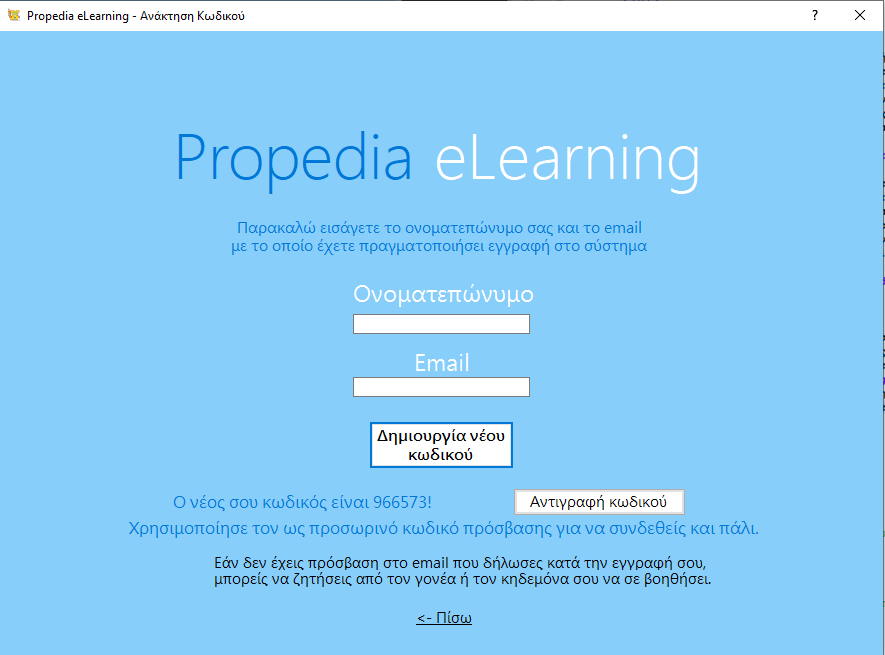 Propedia eLearning - Ανάκτηση Κωδικού
?
Propedia eLearning
Παρακαλώ εισάγετε το ονοματεπώνυμο σας και το email
με το οποίο έχετε πραγματοποιήσει εγγραφή στο σύστημα
Ονοματεπώνυμο
Email
Δημιουργία νέου
κωδικού
Ο νέος σου κωδικός είναι 966573!
Αντιγραφή κωδικού
Χρησιμοποίησε τον ως προσωρινό κωδικό πρόσβασης για να συνδεθείς και πάλι.
Εάν δεν έχεις πρόσβαση στο email που δήλωσες κατά την εγγραφή σου,
μπορείς να ζητήσεις από τον γονέα ή τον κηδεμόνα σου να σε βοηθήσει.
<- Πίσω